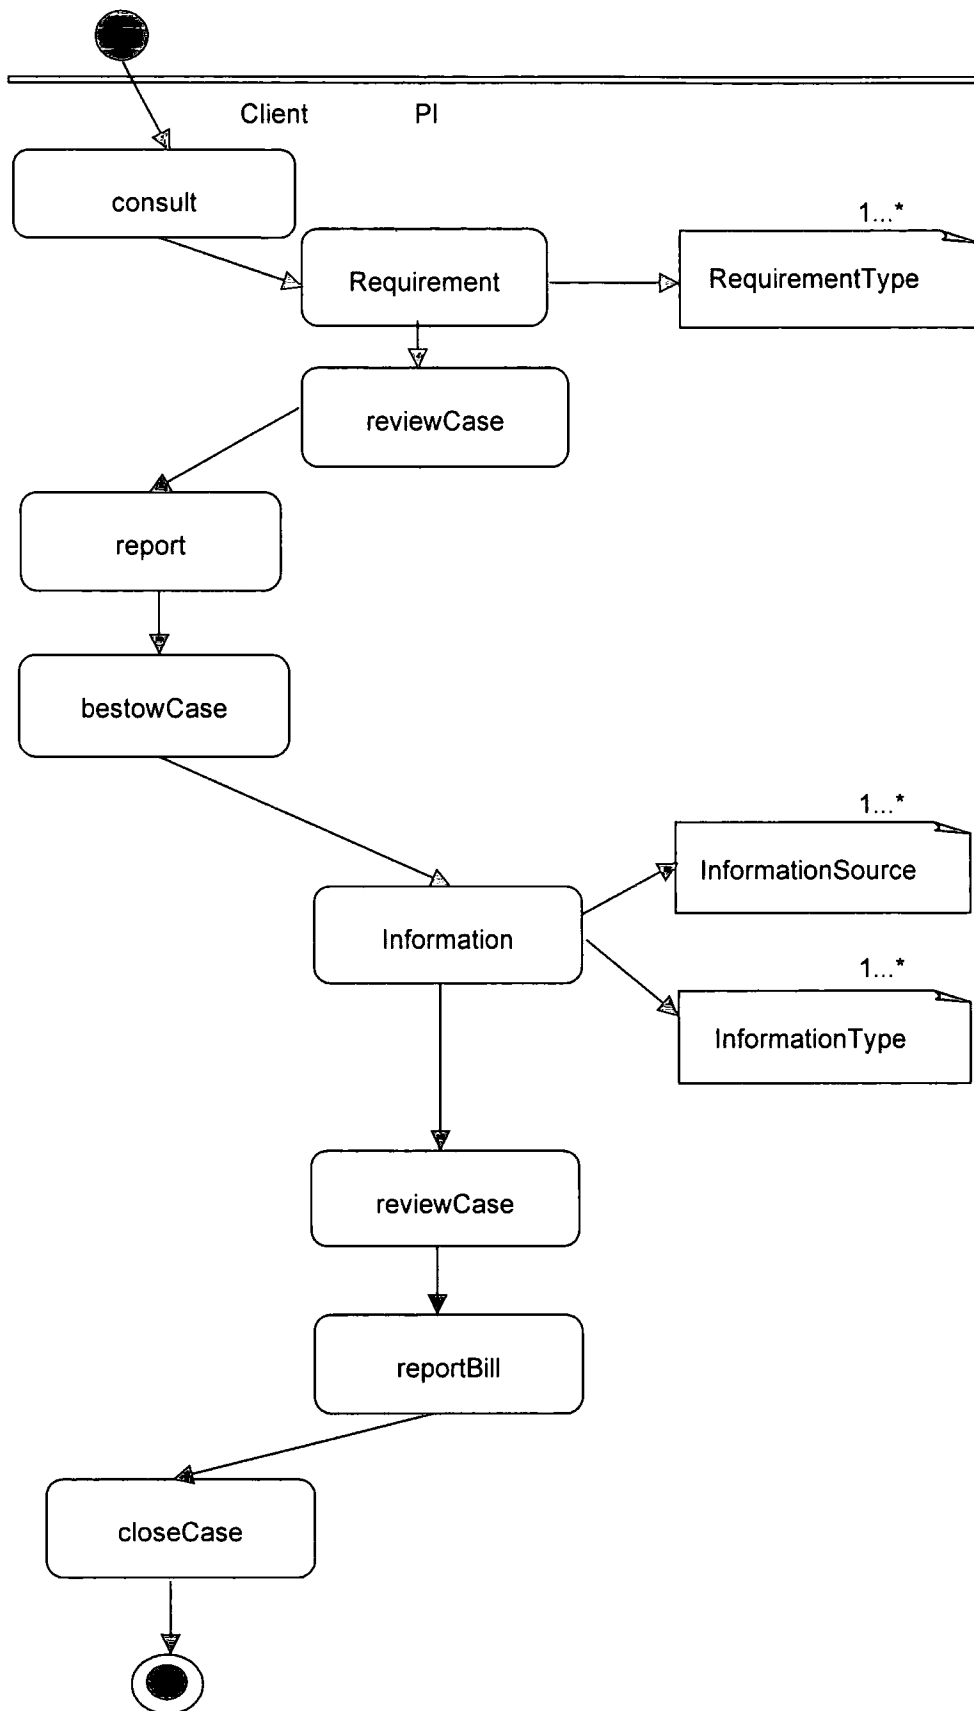 Client PI
consult
1...*
Requirement
RequirementType
reviewCase
report
bestowCase
1...*
InformationSource
Information
1...*
InformationType
reviewCase
reportBill
closeCase